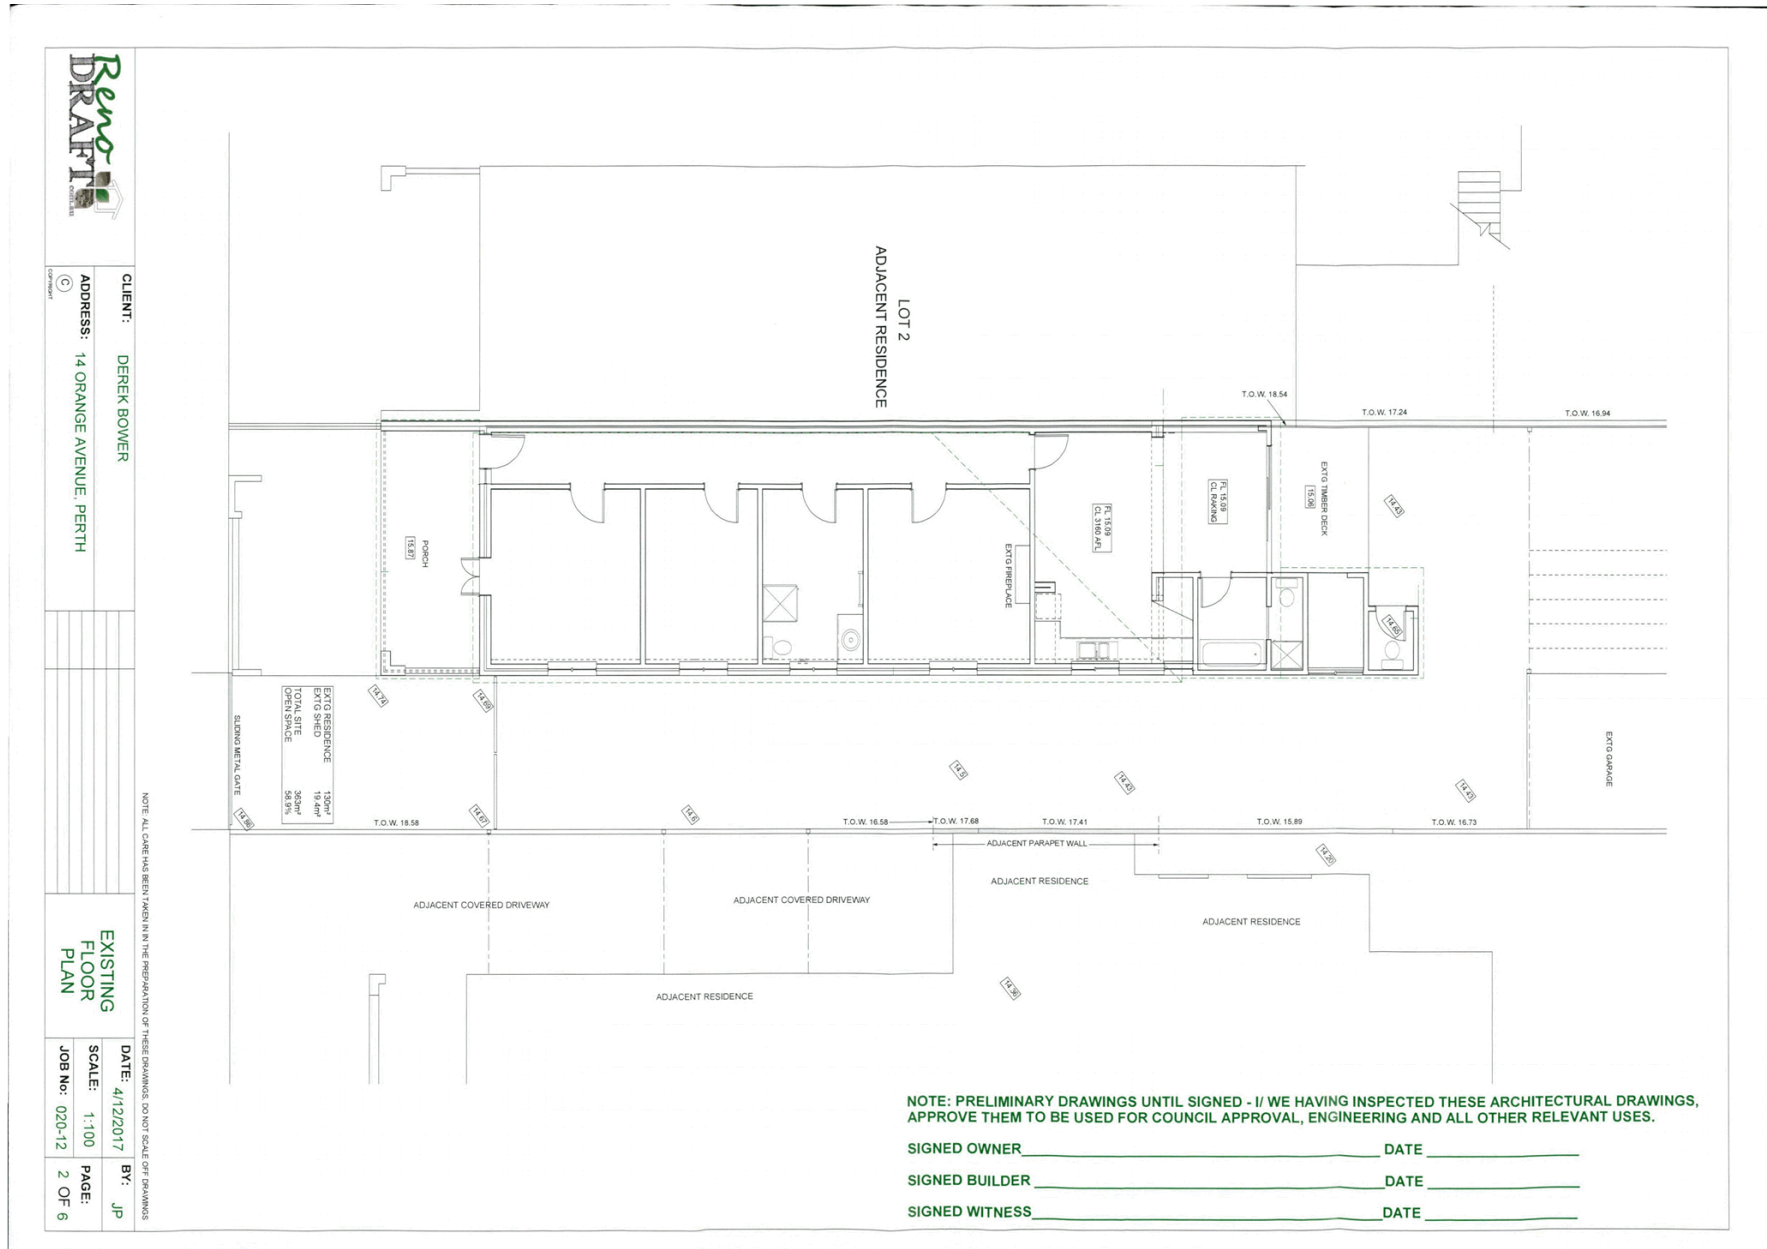 Reno
DRAFT
.com.au
CLIENT: DEREK BOWER
ADDRESS: 14 ORANGE AVENUE, PERTH
C
COPYRIGHT
EXISTING
FLOOR
PLAN
DATE: 4/12/2017 BY: JP
SCALE: 1:100 PAGE:
JOB No: 020-12 2 OF 6
NOTE: ALL CARE HAS BEEN TAKEN IN IN THE PREPARATION OF THESE DRAWINGS. DO NOT SCALE OFF DRAWINGS
LOT 2
ADJACENT RESIDENCE
T.O.W. 18.54
T.O.W. 17.24
T.O.W. 16.94
EXTG TIMBER DECK
15.06
14.43
FL 15.09
CL RAKING
FL 15.09
CL 3160 AFL
EXTG FIREPLACE
PORCH
15.87
14.65
14.74
14.69
EXTG RESIDENCE 130m²
EXTG SHED 19.4m²
TOTAL SITE 363m²
OPEN SPACE 58.9%
SLIDING METAL GATE
14.86
14.67
14.6
14.5
14.43
14.43
EXTG GARAGE
T.O.W. 18.58
T.O.W. 16.58
T.O.W. 17.68
T.O.W. 17.41
T.O.W. 15.89
T.O.W. 16.73
ADJACENT PARAPET WALL
14.20
ADJACENT RESIDENCE
ADJACENT COVERED DRIVEWAY
ADJACENT COVERED DRIVEWAY
ADJACENT RESIDENCE
ADJACENT RESIDENCE
14.36
NOTE: PRELIMINARY DRAWINGS UNTIL SIGNED - I/ WE HAVING INSPECTED THESE ARCHITECTURAL DRAWINGS,
APPROVE THEM TO BE USED FOR COUNCIL APPROVAL, ENGINEERING AND ALL OTHER RELEVANT USES.
SIGNED OWNER DATE
SIGNED BUILDER DATE
SIGNED WITNESS DATE